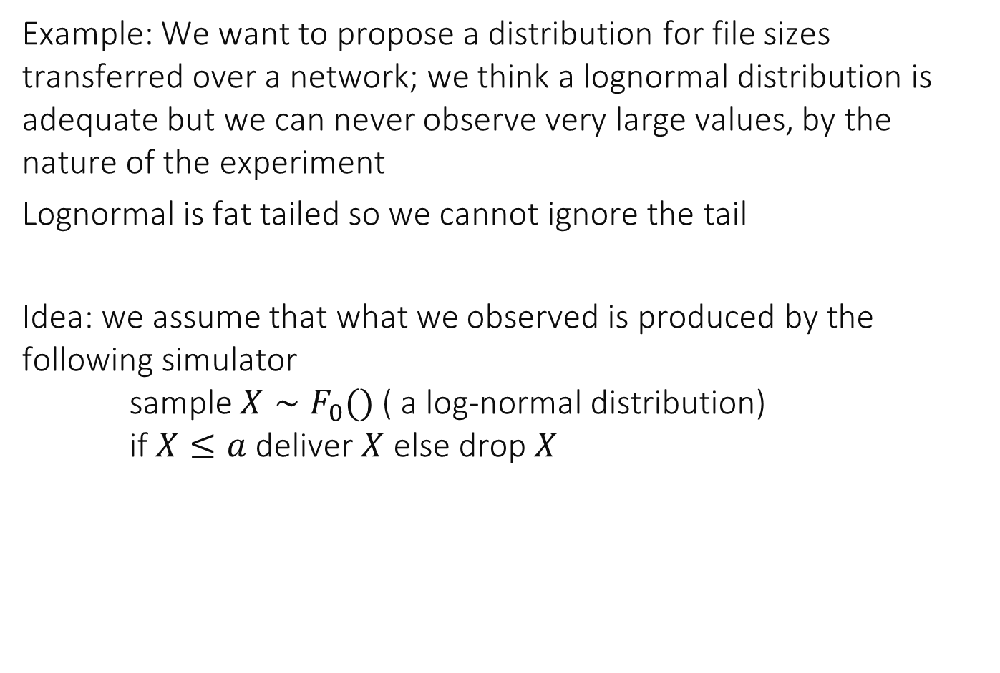 Example: We want to propose a distribution for file sizes
transferred over a network; we think a lognormal distribution is
adequate but we can never observe very large values, by the
nature of the experiment
Lognormal is fat tailed so we cannot ignore the tail
Idea: we assume that what we observed is produced by the
following simulator
sample X ~ F₀() ( a log-normal distribution)
if X ≤ a deliver X else drop X